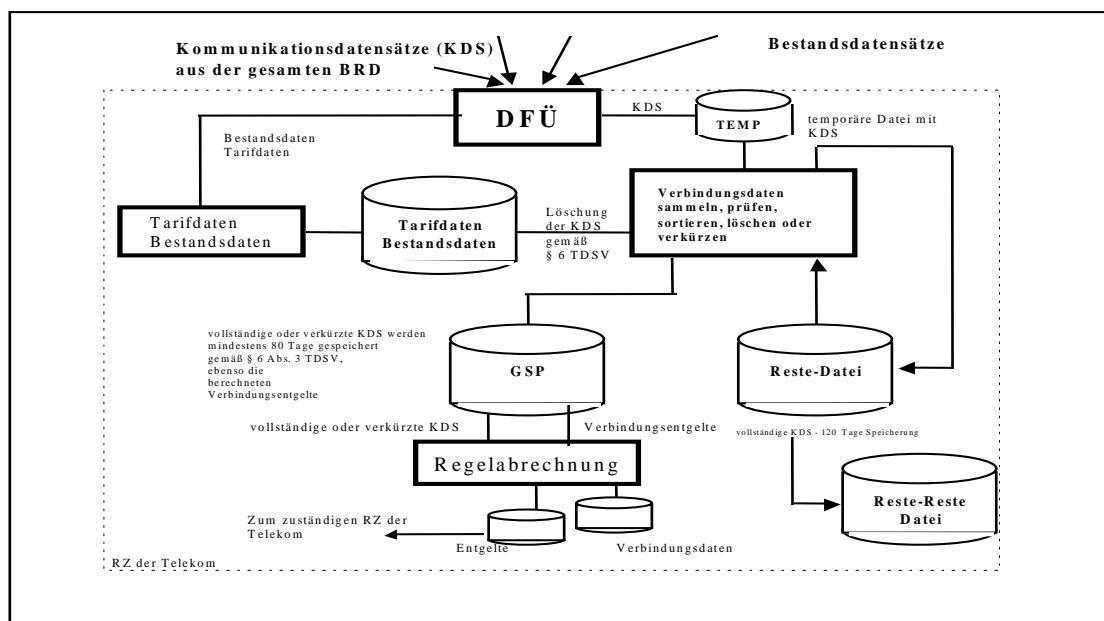 Kommunikationsdatensätze (KDS)
aus der gesamten BRD
Bestandsdatensätze
DFÜ
KDS
TEMP
temporäre Datei mit
KDS
Bestandsdaten
Tarifdaten
Tarifdaten
Bestandsdaten
Tarifdaten
Bestandsdaten
Löschung
der KDS
gemäß
§ 6 TDSV
Verbindungsdaten
sammeln, prüfen,
sortieren, löschen oder
verkürzen
vollständige oder verkürzte KDS werden
mindestens 80 Tage gespeichert
gemäß § 6 Abs. 3 TDSV,
ebenso die
berechneten
Verbindungsentgelte
GSP
Reste-Datei
vollständige oder verkürzte KDS
Verbindungsentgelte
vollständige KDS - 120 Tage Speicherung
Regelabrechnung
Reste-Reste
Datei
Zum zuständigen RZ der
Telekom
Entgelte
Verbindungsdaten
RZ der Telekom